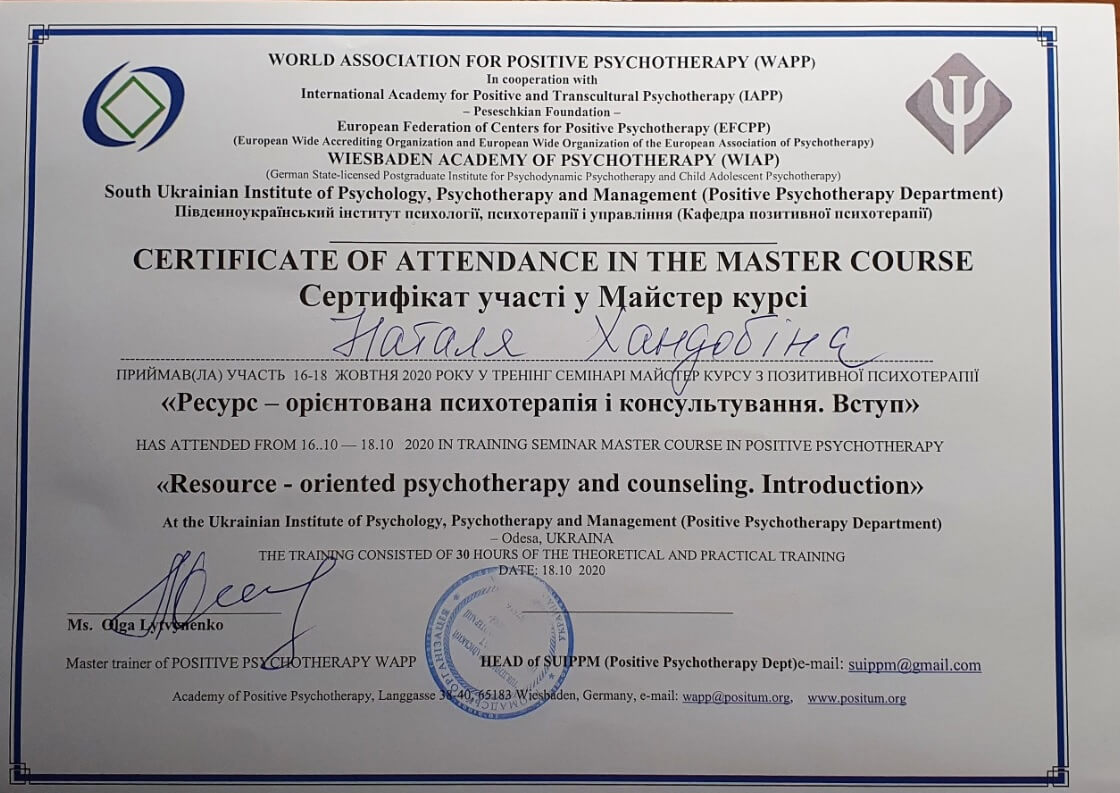 WORLD ASSOCIATION FOR POSITIVE PSYCHOTHERAPY (WAPP)
In cooperation with
International Academy for Positive and Transcultural Psychotherapy (IAPP)
– Peseschkian Foundation –
European Federation of Centers for Positive Psychotherapy (EFCPP)
(European Wide Accrediting Organization and European Wide Organization of the European Association of Psychotherapy)
WIESBADEN ACADEMY OF PSYCHOTHERAPY (WIAP)
(German State-licensed Postgraduate Institute for Psychodynamic Psychotherapy and Child Adolescent Psychotherapy)
South Ukrainian Institute of Psychology, Psychotherapy and Management (Positive Psychotherapy Department)
Південноукраїнський інститут психології, психотерапії і управління (Кафедра позитивної психотерапії)
CERTIFICATE OF ATTENDANCE IN THE MASTER COURSE
Сертифікат участі у Майстер курсі
Наталя Хандобіна
ПРИЙМАВ(ЛА) УЧАСТЬ 16-18 ЖОВТНЯ 2020 РОКУ У ТРЕНІНГ СЕМІНАРІ МАЙСТЕР КУРСУ З ПОЗИТИВНОЇ ПСИХОТЕРАПІЇ
«Ресурс – орієнтована психотерапія і консультування. Вступ»
HAS ATTENDED FROM 16..10 — 18.10 2020 IN TRAINING SEMINAR MASTER COURSE IN POSITIVE PSYCHOTHERAPY
«Resource - oriented psychotherapy and counseling. Introduction»
At the Ukrainian Institute of Psychology, Psychotherapy and Management (Positive Psychotherapy Department)
– Odesa, UKRAINA
THE TRAINING CONSISTED OF 30 HOURS OF THE THEORETICAL AND PRACTICAL TRAINING
DATE: 18.10 2020
Ms. Olga Lytvynenko
Master trainer of POSITIVE PSYCHOTHERAPY WAPP HEAD of SUIPPM (Positive Psychotherapy Dept)e-mail: suippm@gmail.com
Academy of Positive Psychotherapy, Langgasse 38-40, 65183 Wiesbaden, Germany, e-mail: wapp@positum.org, www.positum.org